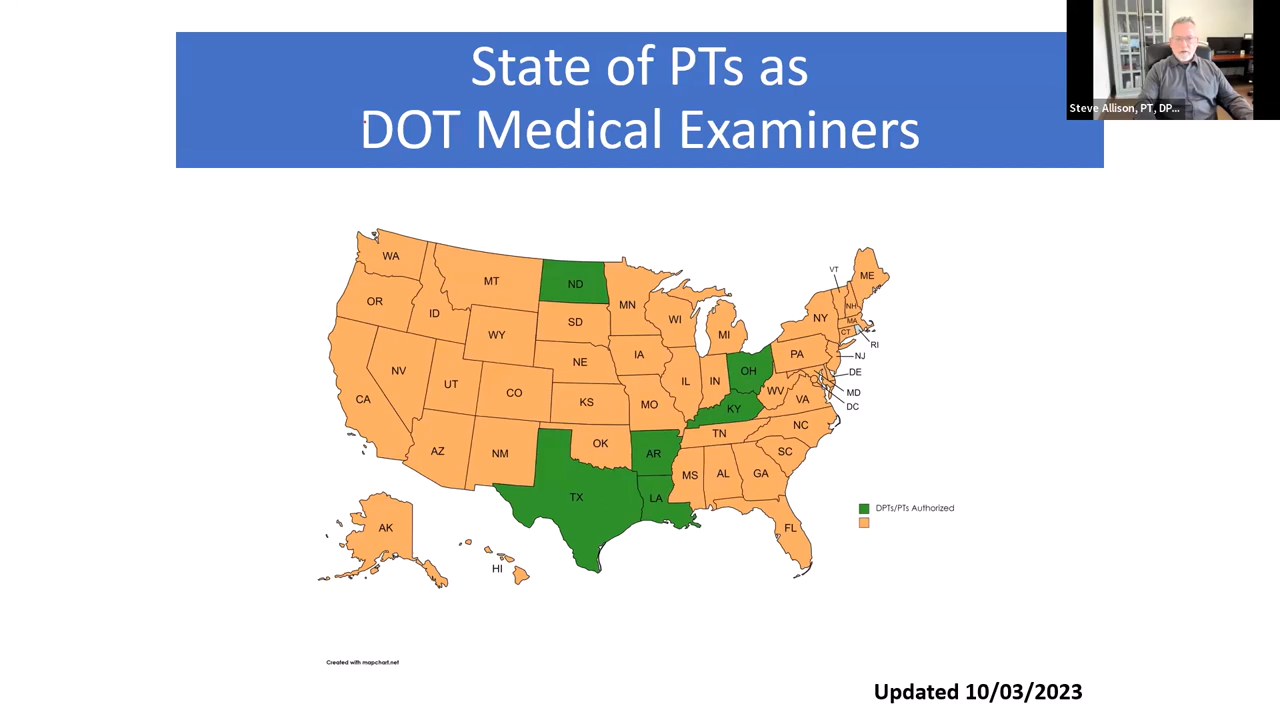 State of PTs as
DOT Medical Examiners
Steve Allison, PT, DP...
WA
MT
ND
MN
OR
ID
WY
SD
WI
MI
VT
ME
NH
NY
MA
CT
RI
NV
UT
CO
NE
IA
IL
IN
OH
PA
NJ
DE
MD
DC
CA
KS
MO
KY
WV
VA
AZ
NM
OK
AR
TN
NC
SC
TX
LA
MS
AL
GA
FL
AK
HI
DPTs/PTs Authorized
Created with mapchart.net
Updated 10/03/2023